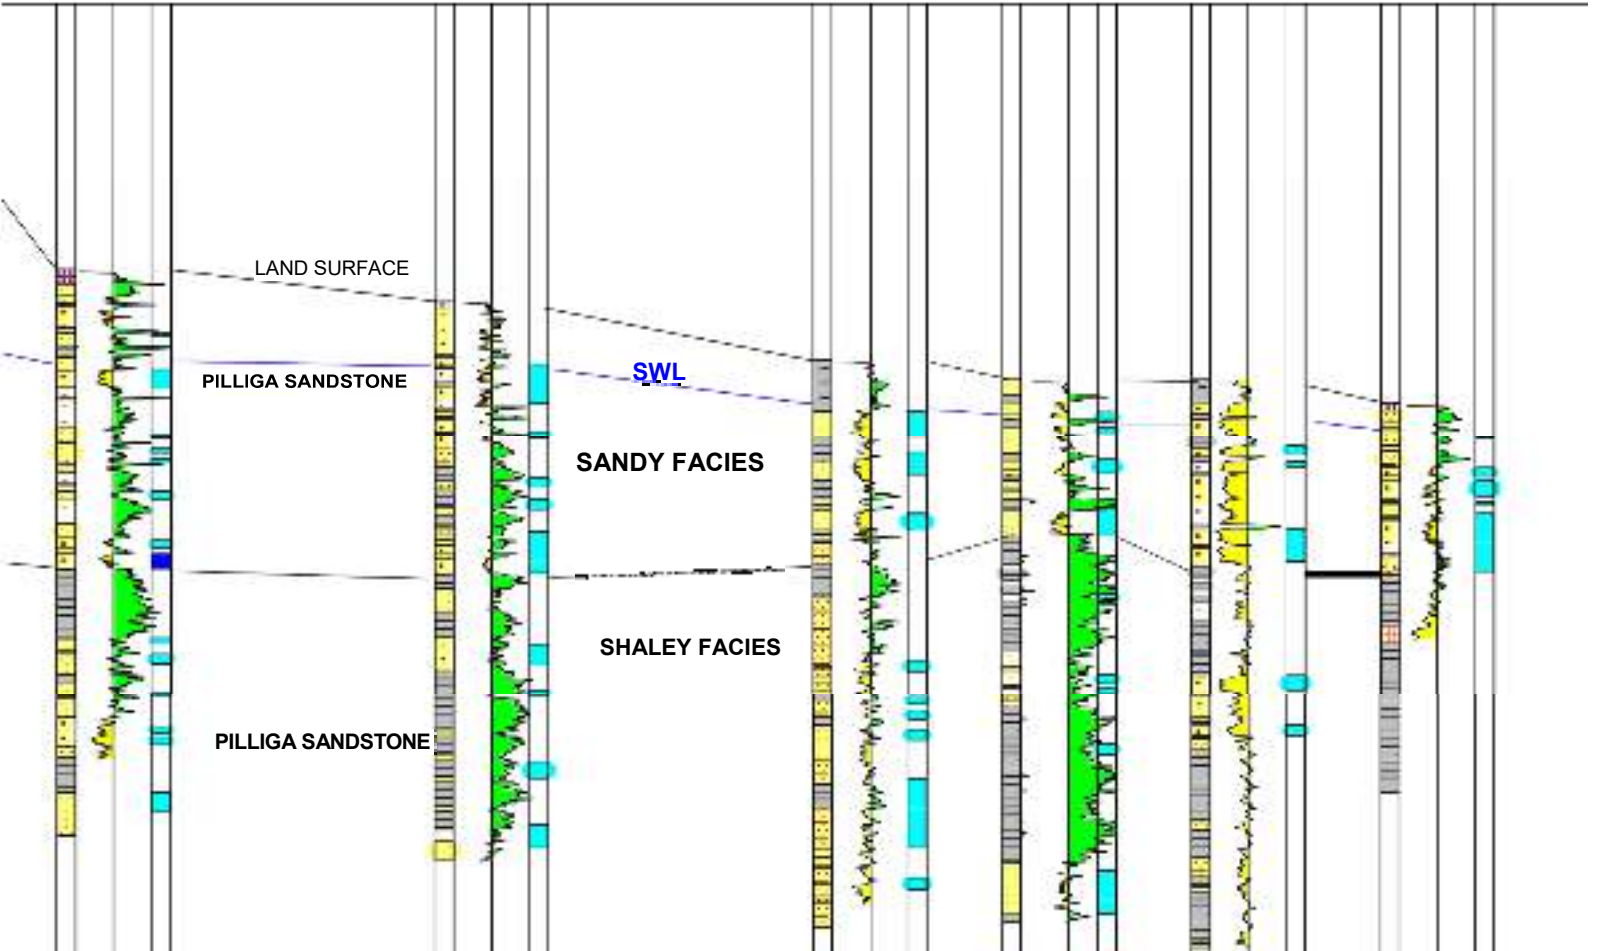 LAND SURFACE
SWL
PILLIGA SANDSTONE
SANDY FACIES
SHALEY FACIES
PILLIGA SANDSTONE